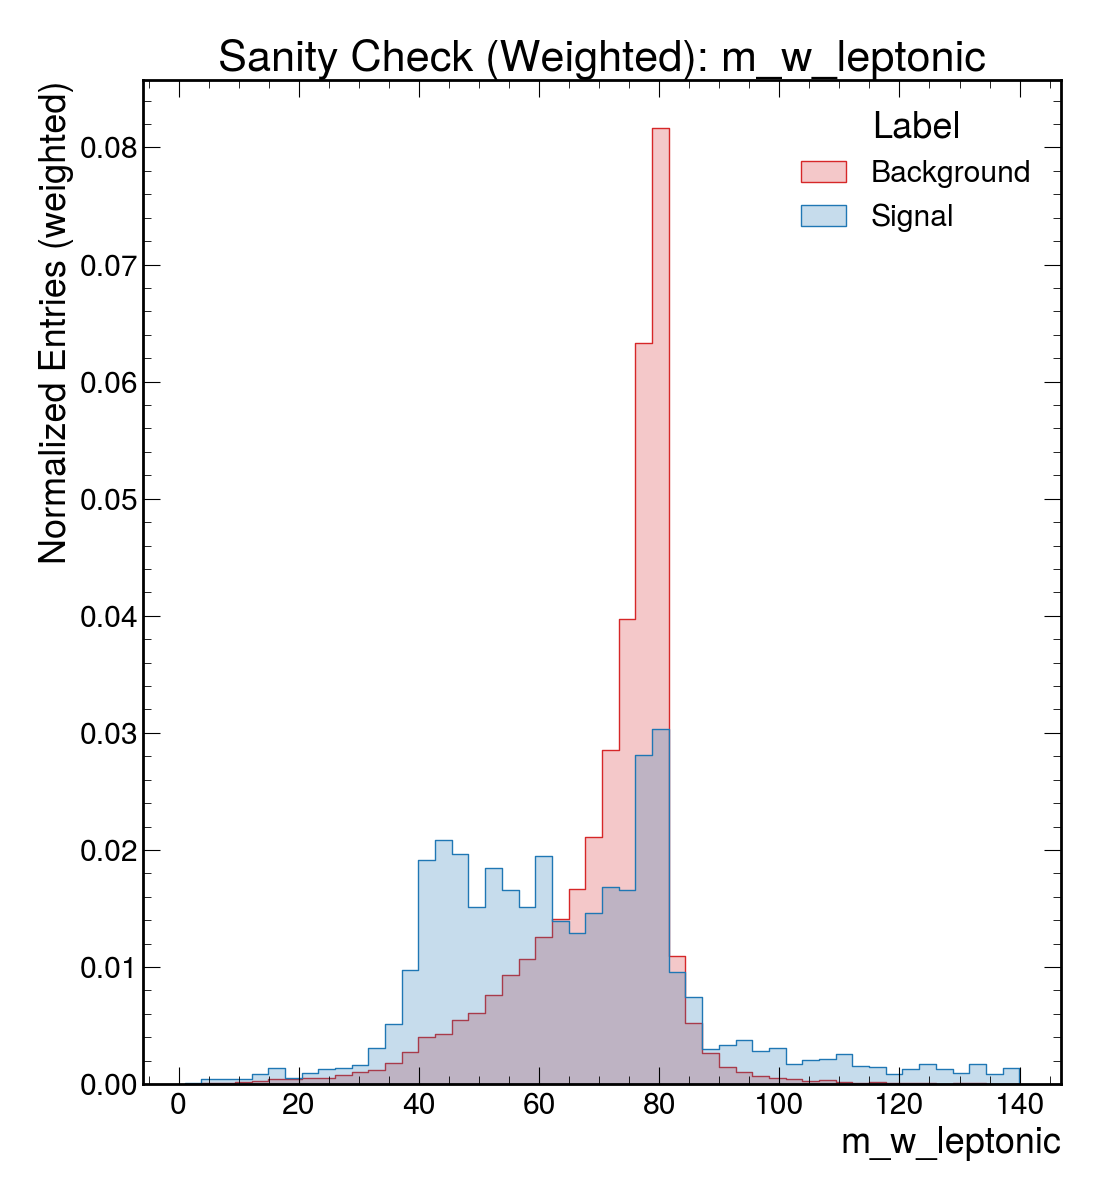 Sanity Check (Weighted): m_w_leptonic
Normalized Entries (weighted)
Label
Background
Signal
0.08
0.07
0.06
0.05
0.04
0.03
0.02
0.01
0.00
0 20 40 60 80 100 120 140
m_w_leptonic